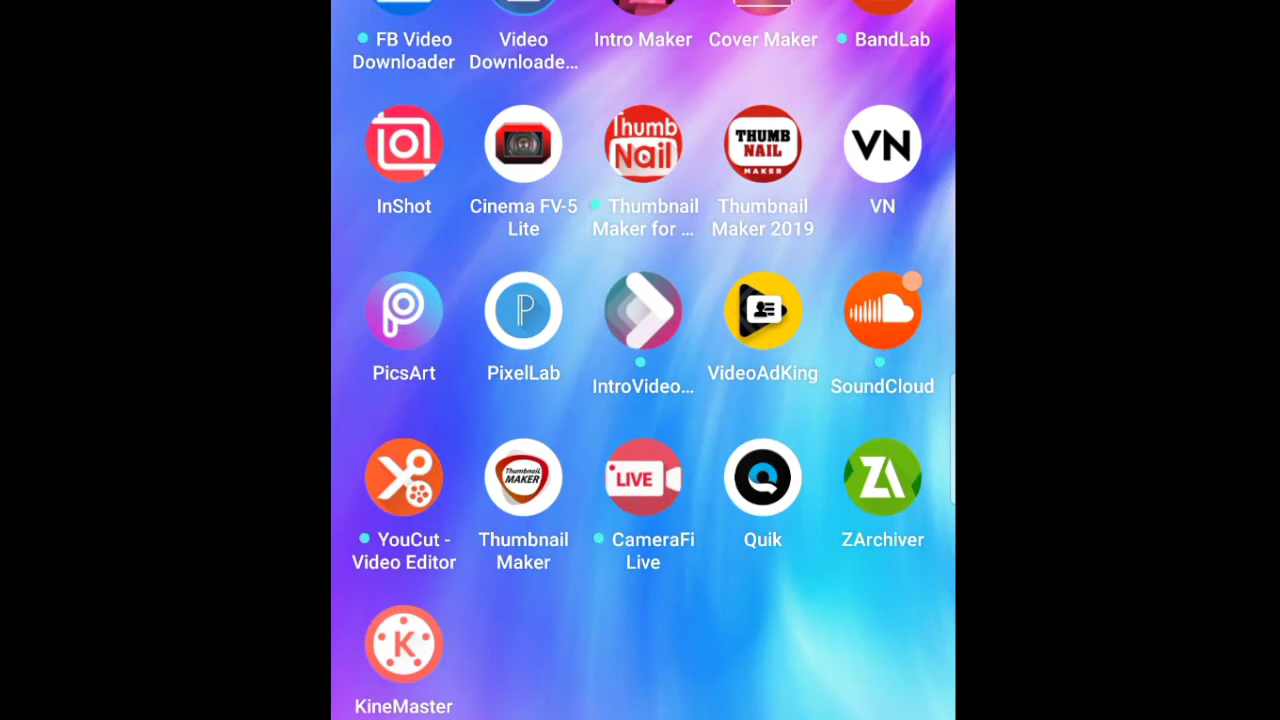 FB Video Downloader
Video Downloade...
Intro Maker
Cover Maker
BandLab
Thumb
Nail
THUMB
NAIL
MAKER
VN
InShot
Cinema FV-5 Lite
Thumbnail Maker for ...
Thumbnail Maker 2019
VN
P
PicsArt
PixelLab
IntroVideo...
VideoAdKing
SoundCloud
Thumbnail
MAKER
LIVE
ZA
YouCut - Video Editor
Thumbnail Maker
CameraFi Live
Quik
ZArchiver
K
KineMaster